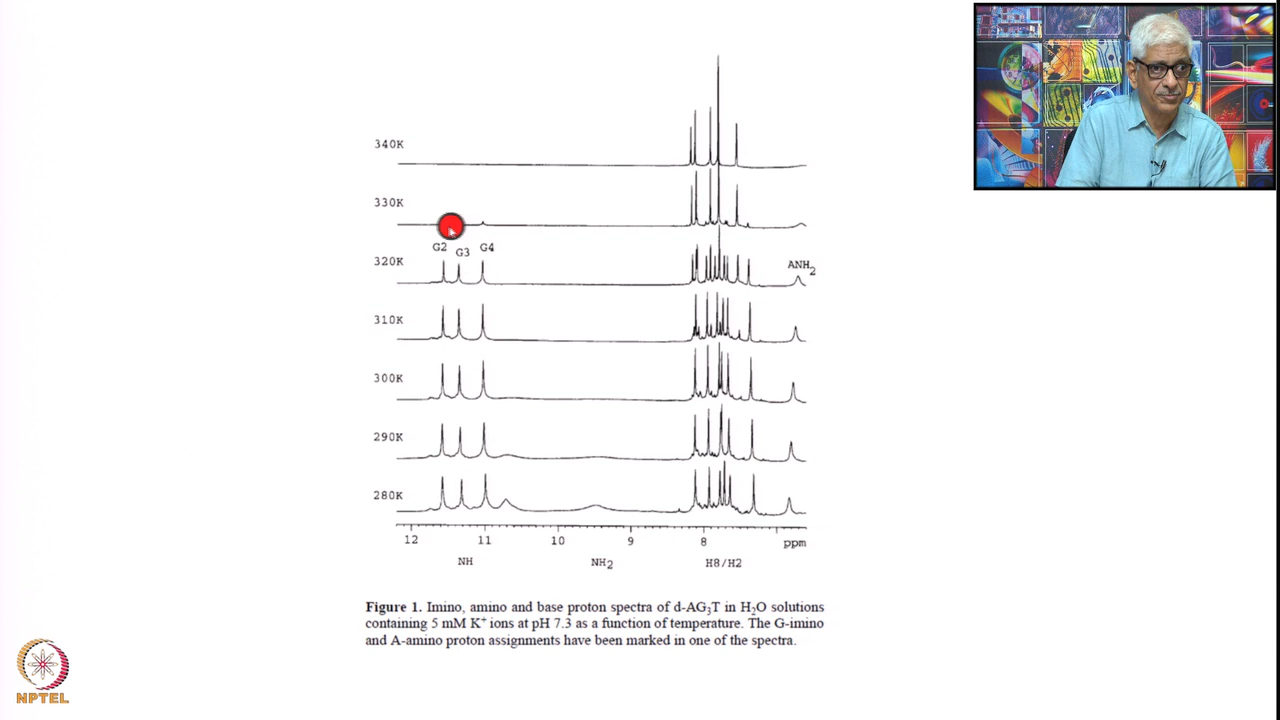 340K
330K
G2 G3 G4
320K
ANH2
310K
300K
290K
280K
12 11 10 9 8 ppm
NH NH2 H8/H2
Figure 1. Imino, amino and base proton spectra of d-AG3T in H2O solutions
containing 5 mM K+ ions at pH 7.3 as a function of temperature. The G-imino
and A-amino proton assignments have been marked in one of the spectra.
NPTEL